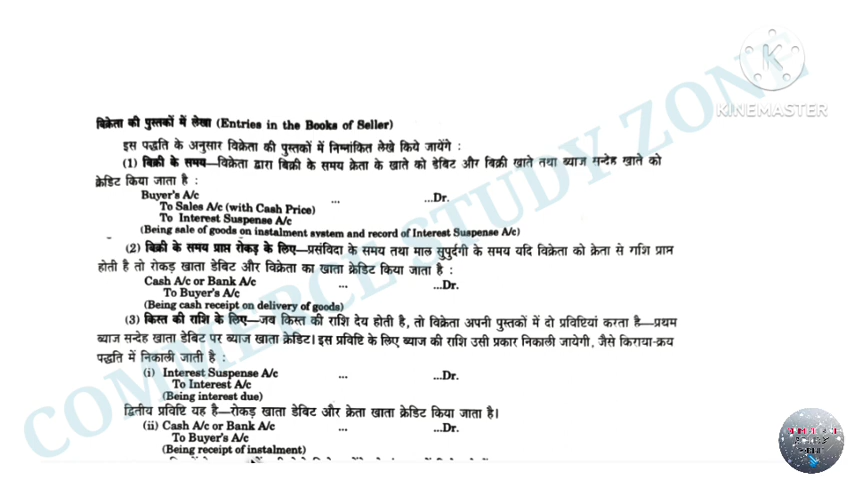 KINEMASTER
COMMERCE STUDY ZONE
विक्रेता की पुस्तकों में लेखा (Entries in the Books of Seller)
इस पद्धति के अनुसार विक्रेता की पुस्तकों में निम्नांकित लेखे किये जायेंगे :
(1) बिक्री के समय—विक्रेता द्वारा बिक्री के समय क्रेता के खाते को डेबिट और बिक्री खाते तथा ब्याज सन्देह खाते को
क्रेडिट किया जाता है :
Buyer's A/c ... ...Dr.
To Sales A/c (with Cash Price)
To Interest Suspense A/c
(Being sale of goods on instalment system and record of Interest Suspense A/c)
(2) बिक्री के समय प्राप्त रोकड़ के लिए—प्रसंविदा के समय तथा माल सुपुर्दगी के समय यदि विक्रेता को क्रेता से राशि प्राप्त
होती है तो रोकड़ खाता डेबिट और विक्रेता का खाता क्रेडिट किया जाता है :
Cash A/c or Bank A/c ... ...Dr.
To Buyer's A/c
(Being cash receipt on delivery of goods)
(3) किस्त की राशि के लिए—जब किस्त की राशि देय होती है, तो विक्रेता अपनी पुस्तकों में दो प्रविष्टियां करता है—प्रथम
ब्याज सन्देह खाता डेबिट पर ब्याज खाता क्रेडिट। इस प्रविष्टि के लिए ब्याज की राशि उसी प्रकार निकाली जायेगी, जैसे किराया-क्रय
पद्धति में निकाली जाती है :
(i) Interest Suspense A/c ... ...Dr.
To Interest A/c
(Being interest due)
द्वितीय प्रविष्टि यह है—रोकड़ खाता डेबिट और क्रेता खाता क्रेडिट किया जाता है।
(ii) Cash A/c or Bank A/c ... ...Dr.
To Buyer's A/c
(Being receipt of instalment)